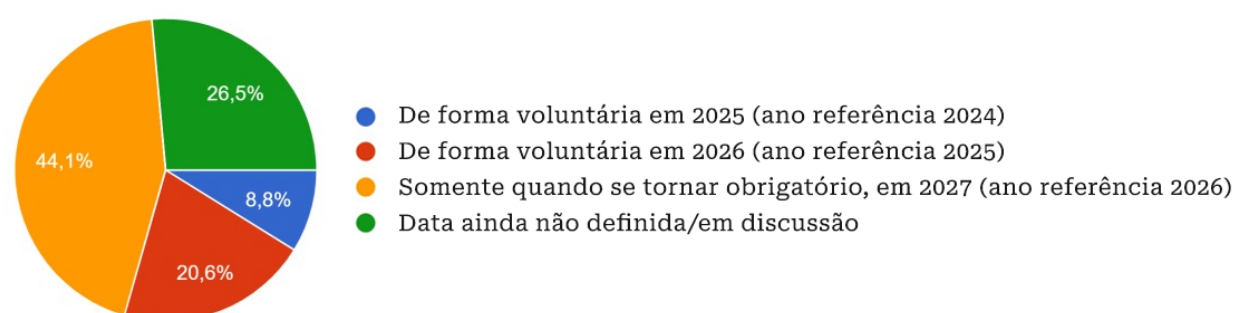 26,5%
44,1%
8,8%
20,6%
De forma voluntária em 2025 (ano referência 2024)
De forma voluntária em 2026 (ano referência 2025)
Somente quando se tornar obrigatório, em 2027 (ano referência 2026)
Data ainda não definida/em discussão